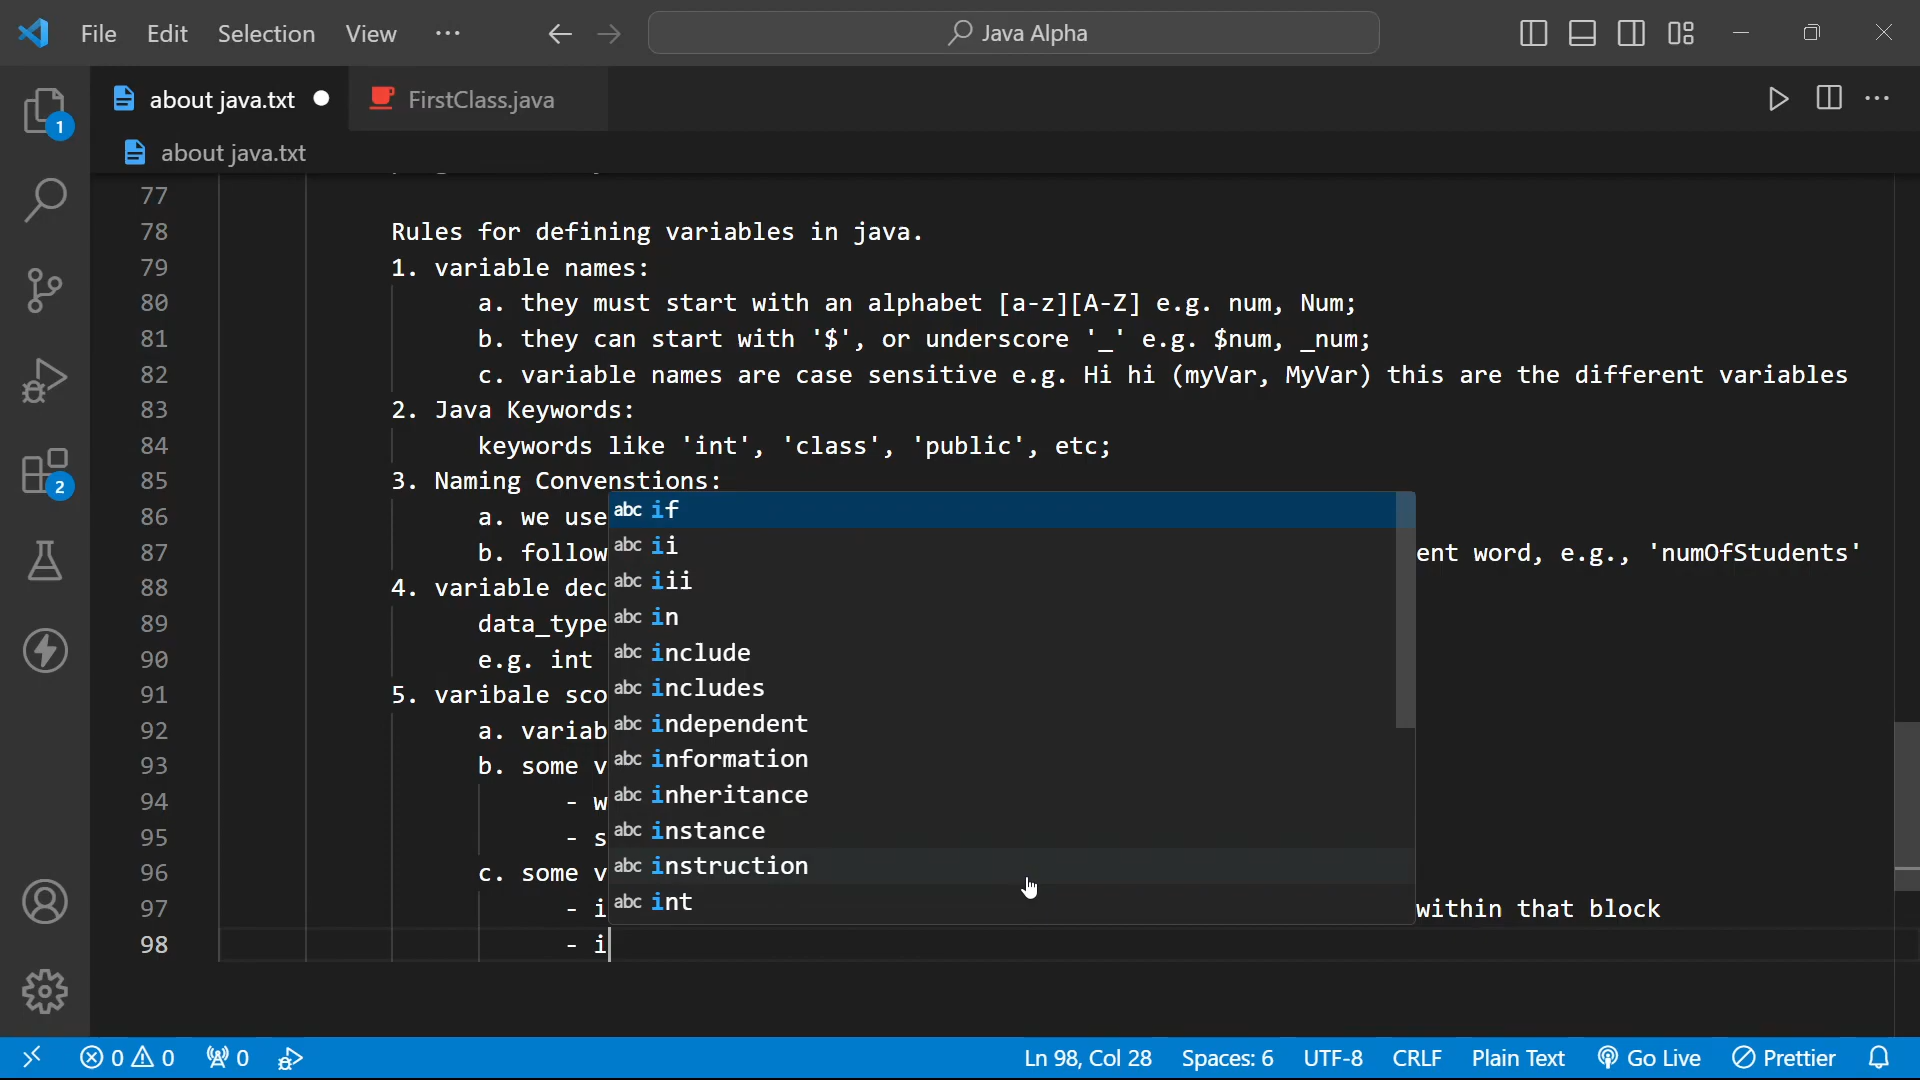 File Edit Selection View ···
Java Alpha
about java.txt
FirstClass.java
1
about java.txt
77
78 Rules for defining variables in java.
79 1. variable names:
80 a. they must start with an alphabet [a-z][A-Z] e.g. num, Num;
81 b. they can start with '$', or underscore '_' e.g. $num, _num;
82 c. variable names are case sensitive e.g. Hi hi (myVar, MyVar) this are the different variables
83 2. Java Keywords:
84 keywords like 'int', 'class', 'public', etc;
85 3. Naming Convenstions:
86 a. we use
87 b. follow ent word, e.g., 'numOfStudents'
88 4. variable dec
89 data_type
90 e.g. int
91 5. varibale sco
92 a. variab
93 b. some v
94 - w
95 - s
96 c. some v
97 - i within that block
98 - i
2
abc if
abc ii
abc iii
abc in
abc include
abc includes
abc independent
abc information
abc inheritance
abc instance
abc instruction
abc int
0 0 0 Ln 98, Col 28 Spaces: 6 UTF-8 CRLF Plain Text Go Live Prettier